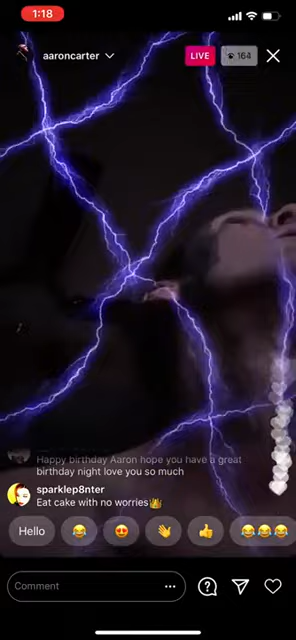 1:18
aaroncarter
LIVE
164
Happy birthday Aaron hope you have a great
birthday night love you so much
sparklep8nter
Eat cake with no worries👑
Hello
Comment